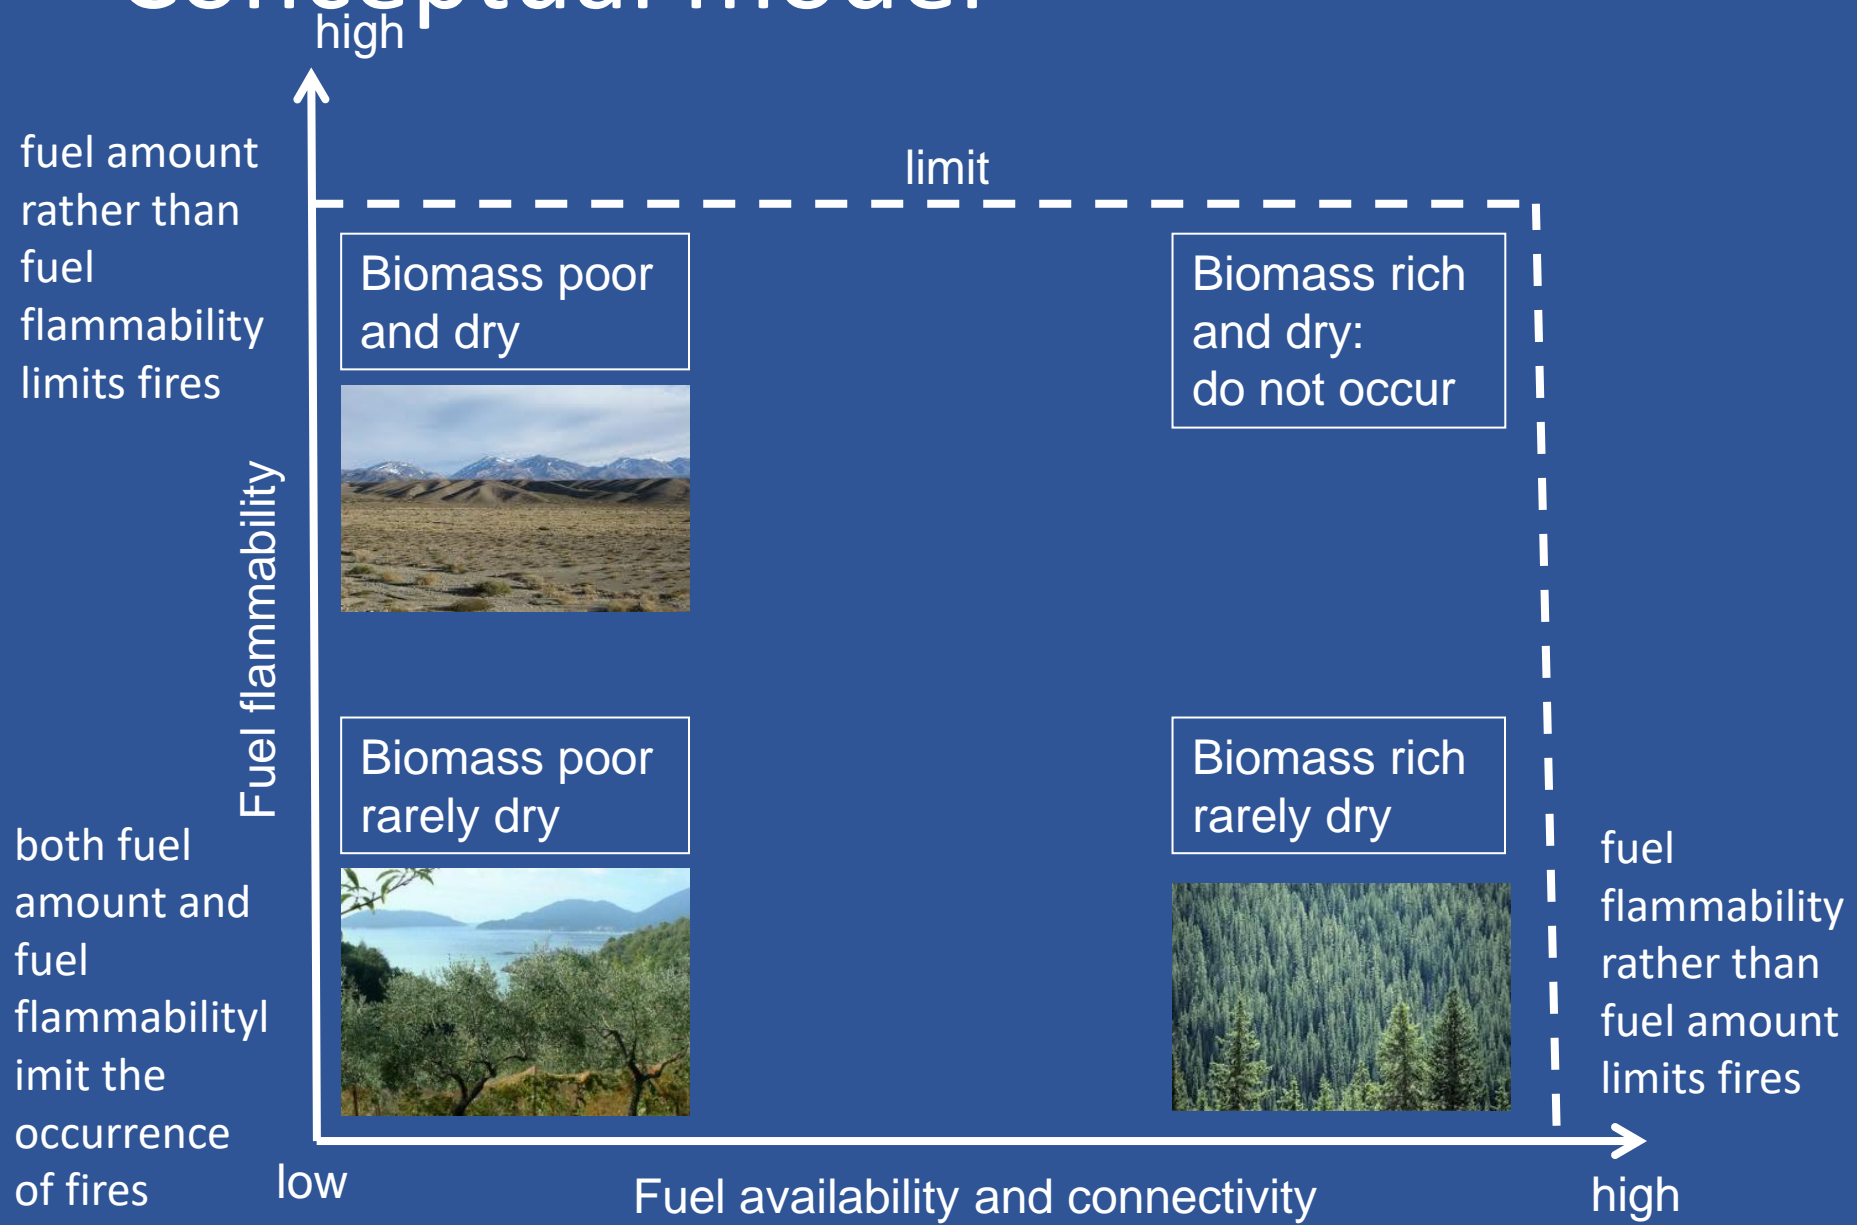 Conceptual model
high
fuel amount
rather than
fuel
flammability
limits fires
limit
Biomass poor
and dry
Biomass rich
and dry:
do not occur
Fuel flammability
Biomass poor
rarely dry
Biomass rich
rarely dry
both fuel
amount and
fuel
flammabilityl
imit the
occurrence
of fires
fuel
flammability
rather than
fuel amount
limits fires
low
Fuel availability and connectivity
high